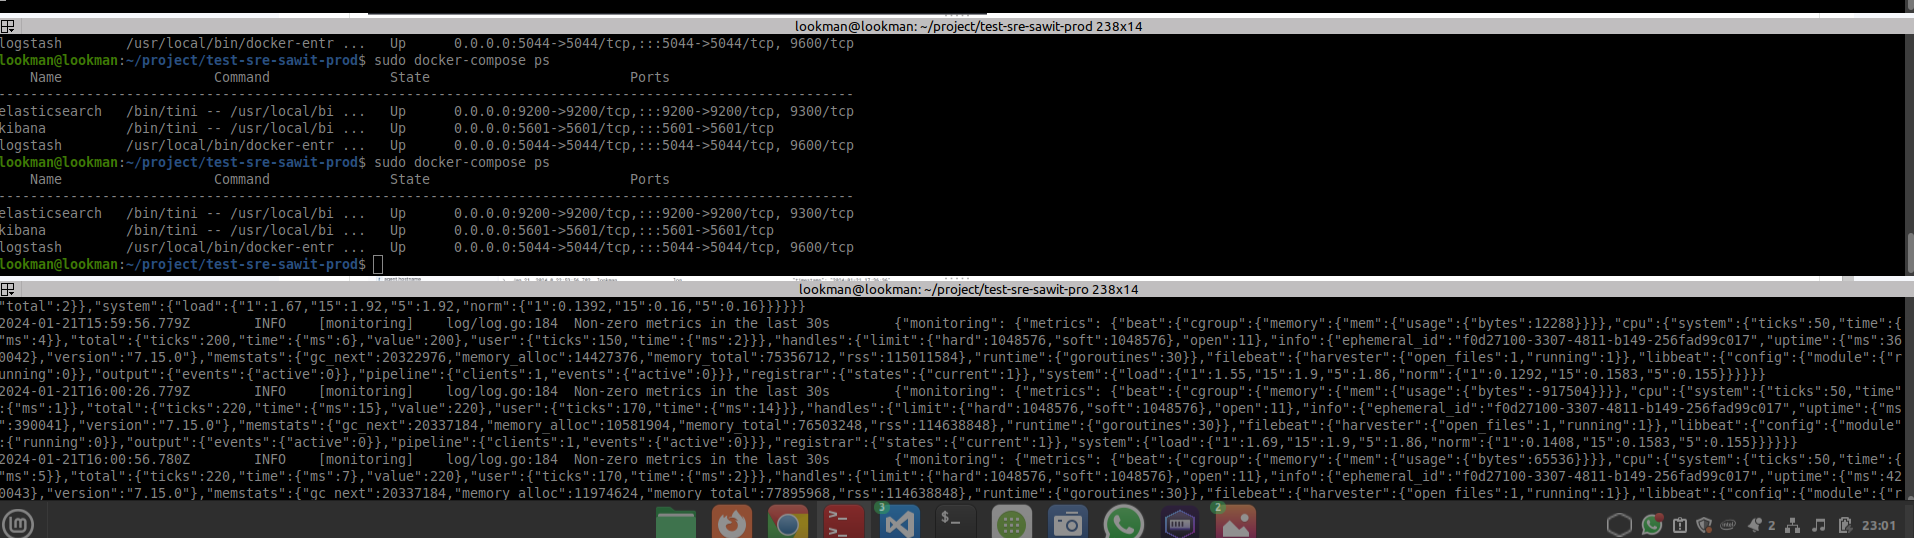 lookman@lookman: ~/project/test-sre-sawit-prod 238x14
logstash /usr/local/bin/docker-entr ... Up 0.0.0.0:5044->5044/tcp,:::5044->5044/tcp, 9600/tcp
lookman@lookman:~/project/test-sre-sawit-prod$ sudo docker-compose ps
Name Command State Ports
--------------------------------------------------------------------------------------------------------------
elasticsearch /bin/tini -- /usr/local/bi ... Up 0.0.0.0:9200->9200/tcp,:::9200->9200/tcp, 9300/tcp
kibana /bin/tini -- /usr/local/bi ... Up 0.0.0.0:5601->5601/tcp,:::5601->5601/tcp
logstash /usr/local/bin/docker-entr ... Up 0.0.0.0:5044->5044/tcp,:::5044->5044/tcp, 9600/tcp
lookman@lookman:~/project/test-sre-sawit-prod$ sudo docker-compose ps
Name Command State Ports
--------------------------------------------------------------------------------------------------------------
elasticsearch /bin/tini -- /usr/local/bi ... Up 0.0.0.0:9200->9200/tcp,:::9200->9200/tcp, 9300/tcp
kibana /bin/tini -- /usr/local/bi ... Up 0.0.0.0:5601->5601/tcp,:::5601->5601/tcp
logstash /usr/local/bin/docker-entr ... Up 0.0.0.0:5044->5044/tcp,:::5044->5044/tcp, 9600/tcp
lookman@lookman:~/project/test-sre-sawit-prod$
lookman@lookman: ~/project/test-sre-sawit-pro 238x14
"total":2}},"system":{"load":{"1":1.67,"15":1.92,"5":1.92,"norm":{"1":0.1392,"15":0.16,"5":0.16}}}}}}
2024-01-21T15:59:56.779Z INFO [monitoring] log/log.go:184 Non-zero metrics in the last 30s {"monitoring": {"metrics": {"beat":{"cgroup":{"memory":{"mem":{"usage":{"bytes":12288}}}},"cpu":{"system":{"ticks":50,"time":{
"ms":4}},"total":{"ticks":200,"time":{"ms":6},"value":200},"user":{"ticks":150,"time":{"ms":2}}},"handles":{"limit":{"hard":1048576,"soft":1048576},"open":11},"info":{"ephemeral_id":"f0d27100-3307-4811-b149-256fad99c017","uptime":{"ms":36
0042},"version":"7.15.0"},"memstats":{"gc_next":20322976,"memory_alloc":14427376,"memory_total":75356712,"rss":115011584},"runtime":{"goroutines":30}},"filebeat":{"harvester":{"open_files":1,"running":1}},"libbeat":{"config":{"module":{"r
unning":0}},"output":{"events":{"active":0}},"pipeline":{"clients":1,"events":{"active":0}}},"registrar":{"states":{"current":1}},"system":{"load":{"1":1.55,"15":1.9,"5":1.86,"norm":{"1":0.1292,"15":0.1583,"5":0.155}}}}}}
2024-01-21T16:00:26.779Z INFO [monitoring] log/log.go:184 Non-zero metrics in the last 30s {"monitoring": {"metrics": {"beat":{"cgroup":{"memory":{"mem":{"usage":{"bytes":-917504}}}},"cpu":{"system":{"ticks":50,"time"
:{"ms":1}},"total":{"ticks":220,"time":{"ms":15},"value":220},"user":{"ticks":170,"time":{"ms":14}}},"handles":{"limit":{"hard":1048576,"soft":1048576},"open":11},"info":{"ephemeral_id":"f0d27100-3307-4811-b149-256fad99c017","uptime":{"ms"
:390041},"version":"7.15.0"},"memstats":{"gc_next":20337184,"memory_alloc":10581904,"memory_total":76503248,"rss":114638848},"runtime":{"goroutines":30}},"filebeat":{"harvester":{"open_files":1,"running":1}},"libbeat":{"config":{"module"
:{"running":0}},"output":{"events":{"active":0}},"pipeline":{"clients":1,"events":{"active":0}}},"registrar":{"states":{"current":1}},"system":{"load":{"1":1.69,"15":1.9,"5":1.86,"norm":{"1":0.1408,"15":0.1583,"5":0.155}}}}}}
2024-01-21T16:00:56.780Z INFO [monitoring] log/log.go:184 Non-zero metrics in the last 30s {"monitoring": {"metrics": {"beat":{"cgroup":{"memory":{"mem":{"usage":{"bytes":65536}}}},"cpu":{"system":{"ticks":50,"time":{
"ms":5}},"total":{"ticks":220,"time":{"ms":7},"value":220},"user":{"ticks":170,"time":{"ms":2}}},"handles":{"limit":{"hard":1048576,"soft":1048576},"open":11},"info":{"ephemeral_id":"f0d27100-3307-4811-b149-256fad99c017","uptime":{"ms":42
0043},"version":"7.15.0"},"memstats":{"gc_next":20337184,"memory_alloc":11974624,"memory_total":77895968,"rss":114638848},"runtime":{"goroutines":30}},"filebeat":{"harvester":{"open_files":1,"running":1}},"libbeat":{"config":{"module":{"r
3
2
2
23:01